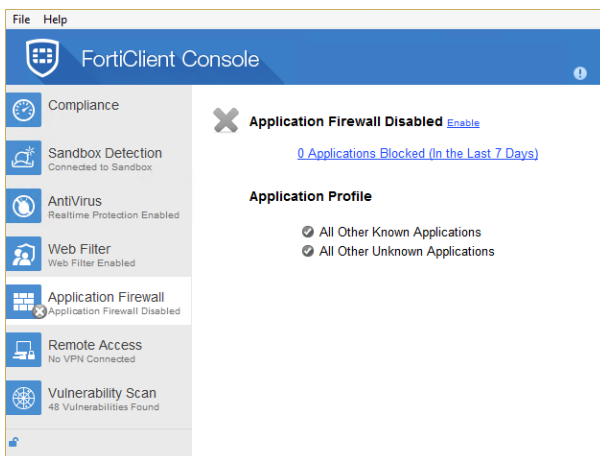 File Help
FortiClient Console
Compliance
Sandbox Detection
Connected to Sandbox
AntiVirus
Realtime Protection Enabled
Web Filter
Web Filter Enabled
Application Firewall
Application Firewall Disabled
Remote Access
No VPN Connected
Vulnerability Scan
48 Vulnerabilities Found
Application Firewall Disabled Enable
0 Applications Blocked (In the Last 7 Days)
Application Profile
All Other Known Applications
All Other Unknown Applications